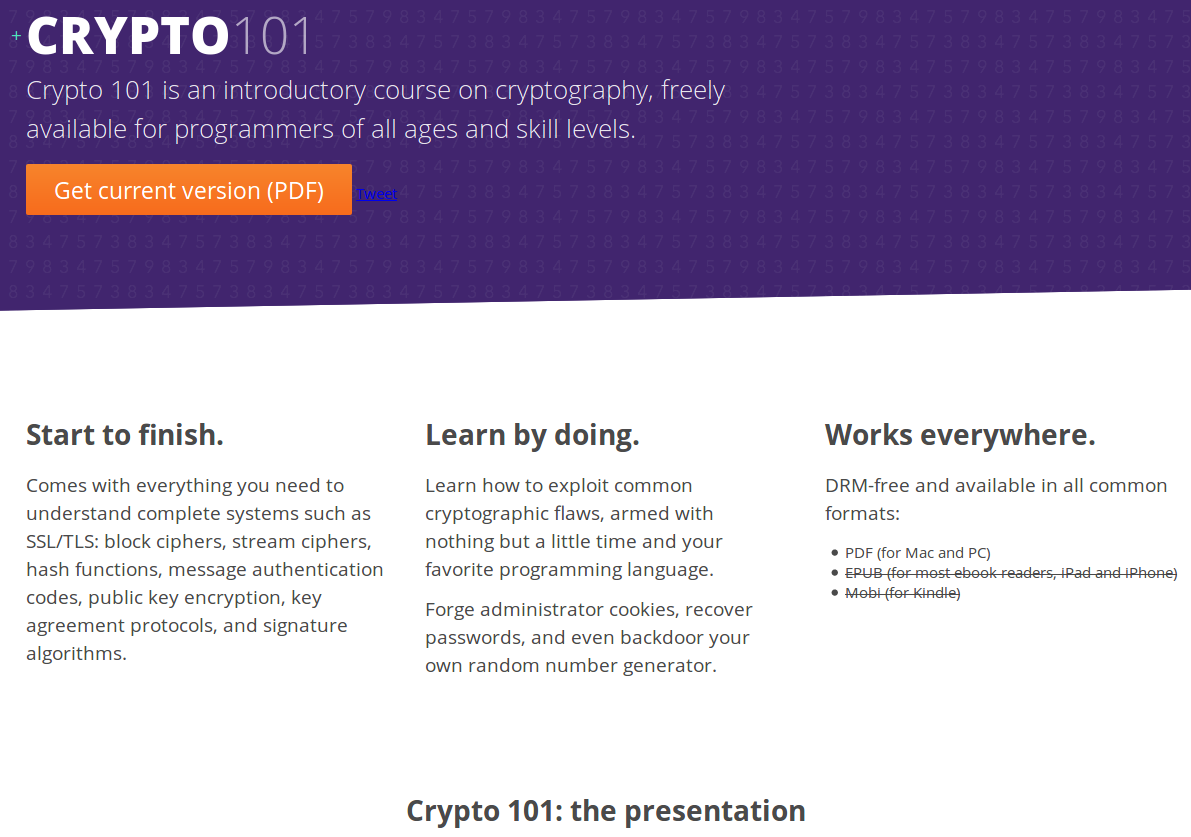 + CRYPTO101
Crypto 101 is an introductory course on cryptography, freely
available for programmers of all ages and skill levels.
Get current version (PDF) Tweet
Start to finish.
Comes with everything you need to
understand complete systems such as
SSL/TLS: block ciphers, stream ciphers,
hash functions, message authentication
codes, public key encryption, key
agreement protocols, and signature
algorithms.
Learn by doing.
Learn how to exploit common
cryptographic flaws, armed with
nothing but a little time and your
favorite programming language.
Forge administrator cookies, recover
passwords, and even backdoor your
own random number generator.
Works everywhere.
DRM-free and available in all common
formats:
• PDF (for Mac and PC)
• EPUB (for most ebook readers, iPad and iPhone)
• Mobi (for Kindle)
Crypto 101: the presentation